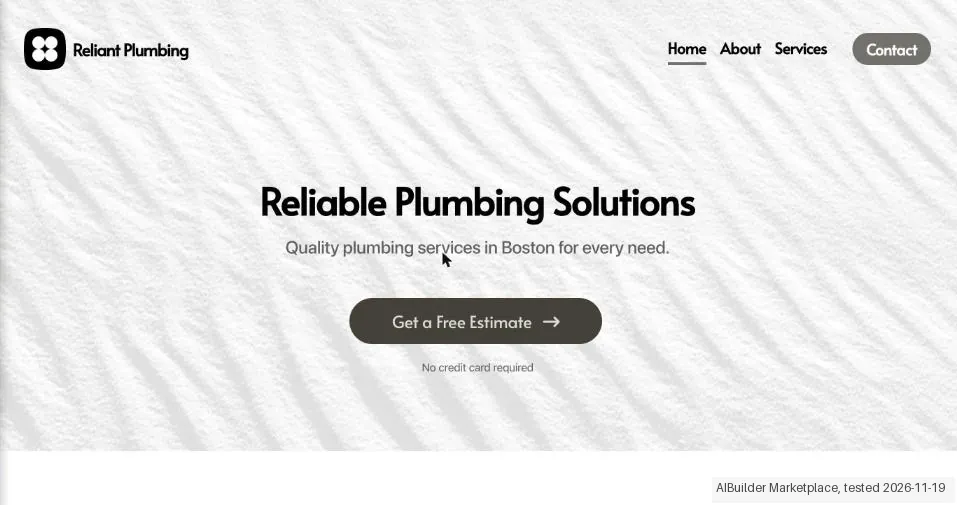 Reliant Plumbing
Home About Services Contact
Reliable Plumbing Solutions
Quality plumbing services in Boston for every need.
Get a Free Estimate →
No credit card required
AIBuilder Marketplace, tested 2026-11-19